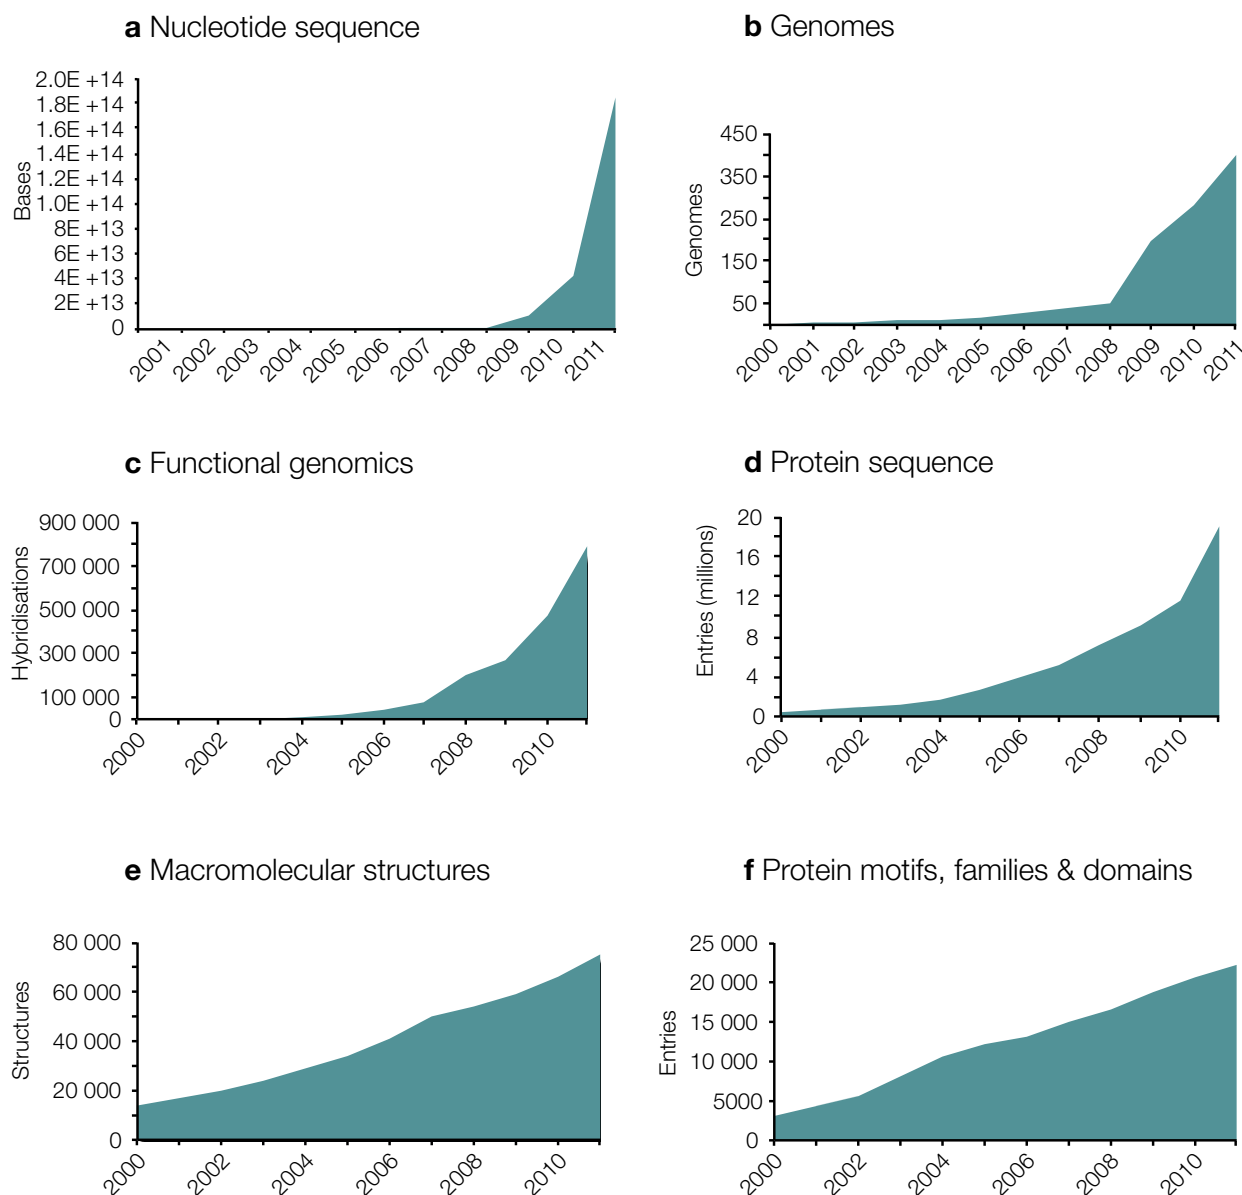 a Nucleotide sequence
Bases
2.0E +14
1.8E +14
1.6E +14
1.4E +14
1.2E +14
1.0E +14
8E +13
6E +13
4E +13
2E +13
0
2001 2002 2003 2004 2005 2006 2007 2008 2009 2010 2011
b Genomes
Genomes
450
350
250
150
50
2000 2001 2002 2003 2004 2005 2006 2007 2008 2009 2010 2011
c Functional genomics
Hybridisations
900 000
700 000
500 000
300 000
100 000
0
2000 2002 2004 2006 2008 2010
d Protein sequence
Entries (millions)
20
16
12
8
4
0
2000 2002 2004 2006 2008 2010
e Macromolecular structures
Structures
80 000
60 000
40 000
20 000
0
2000 2002 2004 2006 2008 2010
f Protein motifs, families & domains
Entries
25 000
20 000
15 000
10 000
5000
0
2000 2002 2004 2006 2008 2010